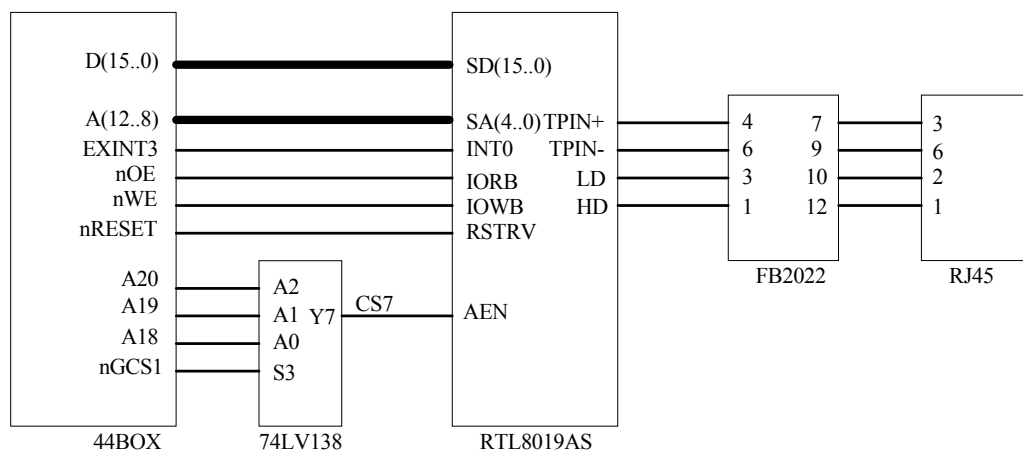 D(15..0) SD(15..0)
A(12..8) SA(4..0) TPIN+ 4 7 3
EXINT3 INT0 TPIN- 6 9 6
nOE IORB LD 3 10 2
nWE IOWB HD 1 12 1
nRESET RSTRV
FB2022 RJ45
A20 A2
A19 A1 Y7 CS7 AEN
A18 A0
nGCS1 S3
44BOX 74LV138 RTL8019AS